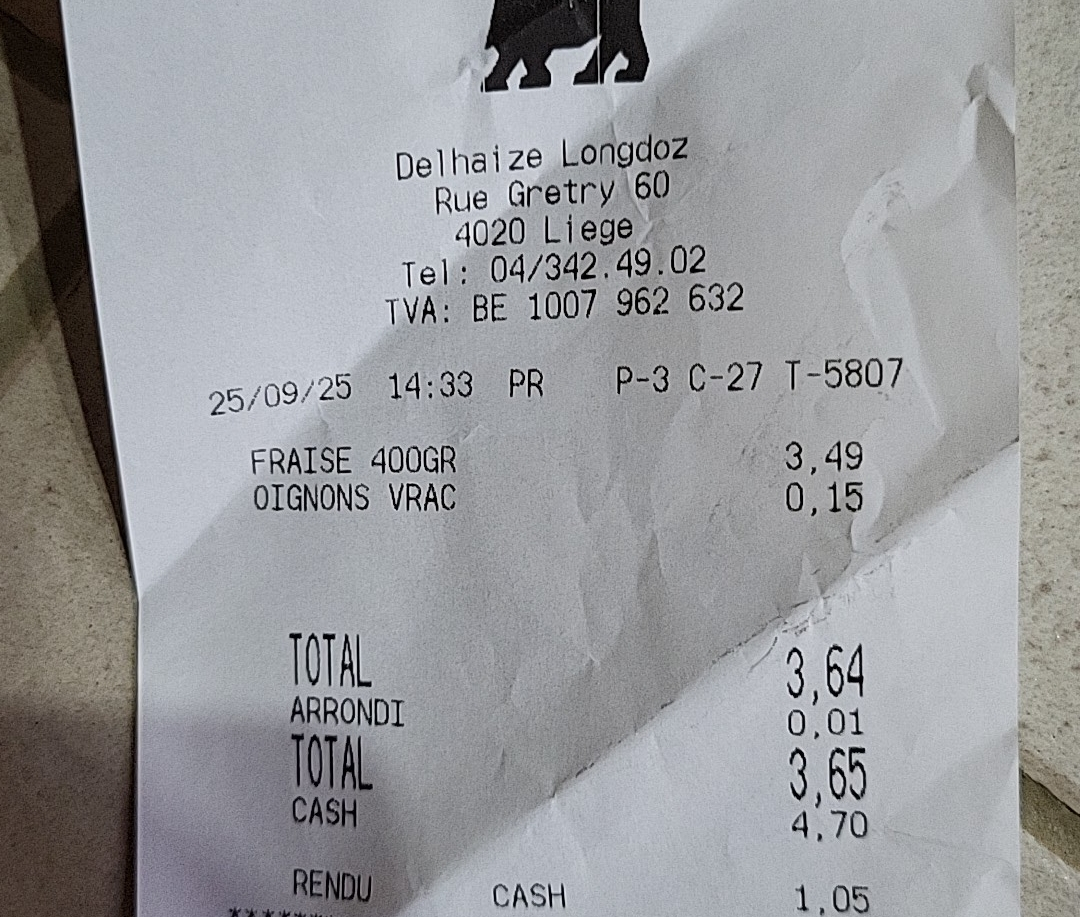 Delhaize Longdoz
Rue Gretry 60
4020 Liege
Tel: 04/342.49.02
TVA: BE 1007 962 632
25/09/25 14:33 PR P-3 C-27 T-5807
FRAISE 400GR 3,49
OIGNONS VRAC 0,15
TOTAL 3,64
ARRONDI 0,01
TOTAL 3,65
CASH 4,70
RENDU CASH 1,05